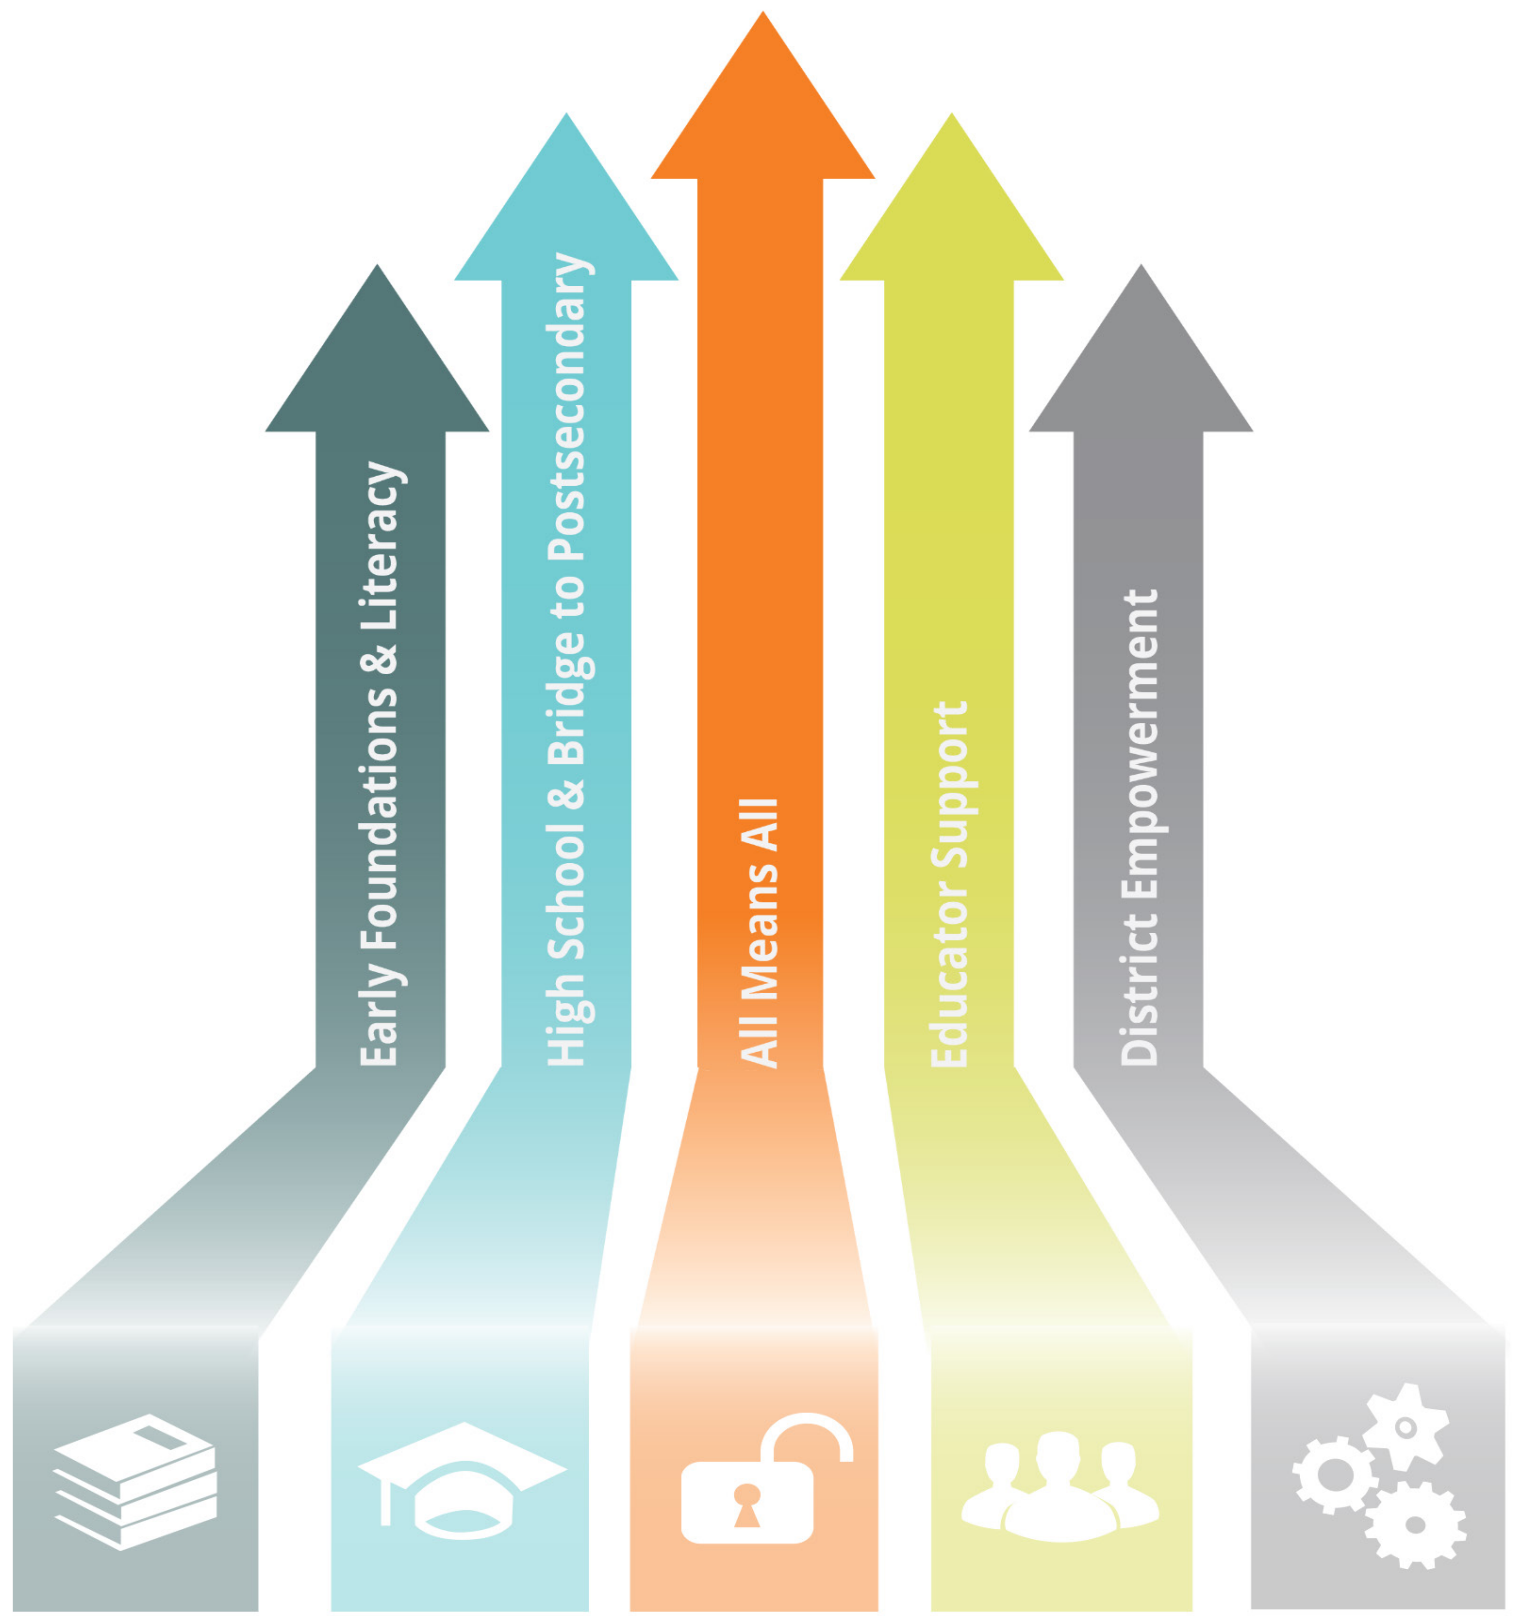 Early Foundations & Literacy
High School & Bridge to Postsecondary
All Means All
Educator Support
District Empowerment